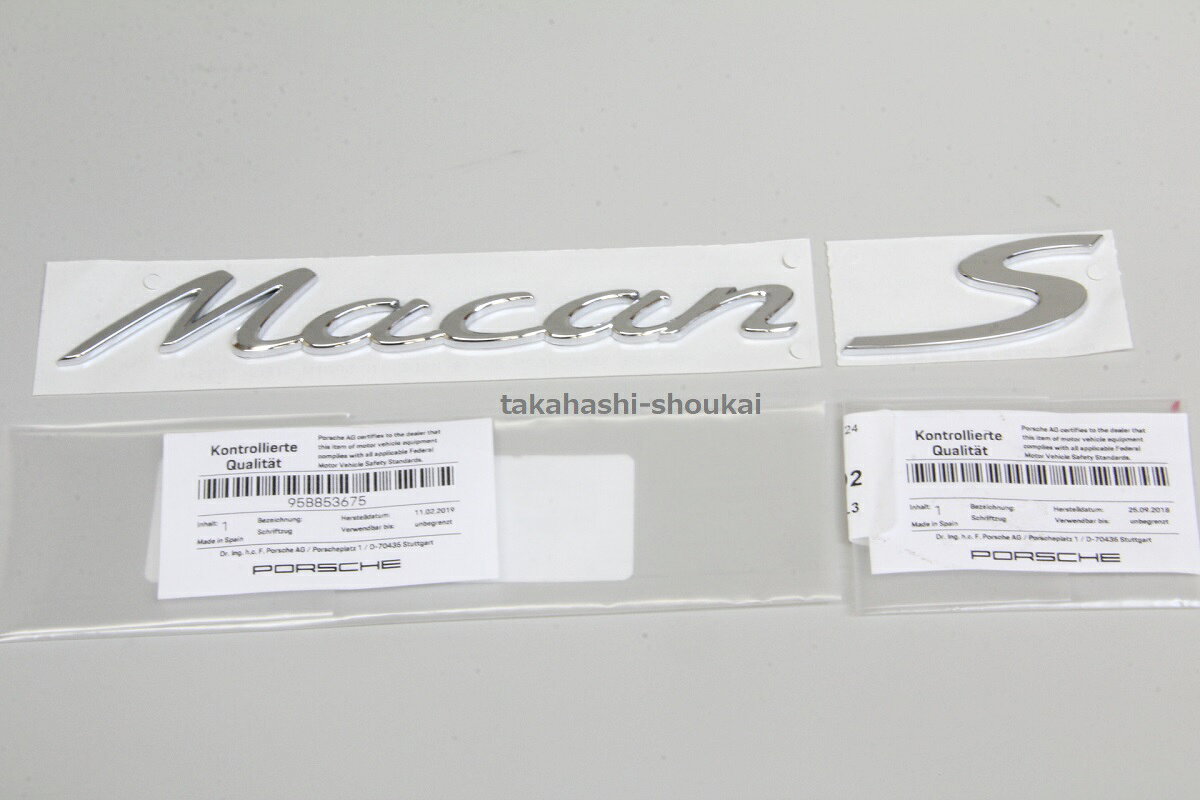 Macan S
takahashi-shoukai
Kontrollierte
Qualität
Porsche AG certifies to the dealer that
this item of motor vehicle equipment
complies with all applicable Federal
Motor Vehicle Safety Standards.
958853675
Inhalt: 1
Bezeichnung:
Schriftzug
Herstelldatum: 11.02.2019
Verwendbar bis: unbegrenzt
Made in Spain
Dr. Ing. h.c. F. Porsche AG / Porscheplatz 1 / D-70435 Stuttgart
PORSCHE
24
02
.3
Kontrollierte
Qualität
Porsche AG certifies to the dealer that
this item of motor vehicle equipment
complies with all applicable Federal
Motor Vehicle Safety Standards.
Inhalt: 1
Bezeichnung:
Schriftzug
Herstelldatum: 25.09.2018
Verwendbar bis: unbegrenzt
Made in Spain
Dr. Ing. h.c. F. Porsche AG / Porscheplatz 1 / D-70435 Stuttgart
PORSCHE